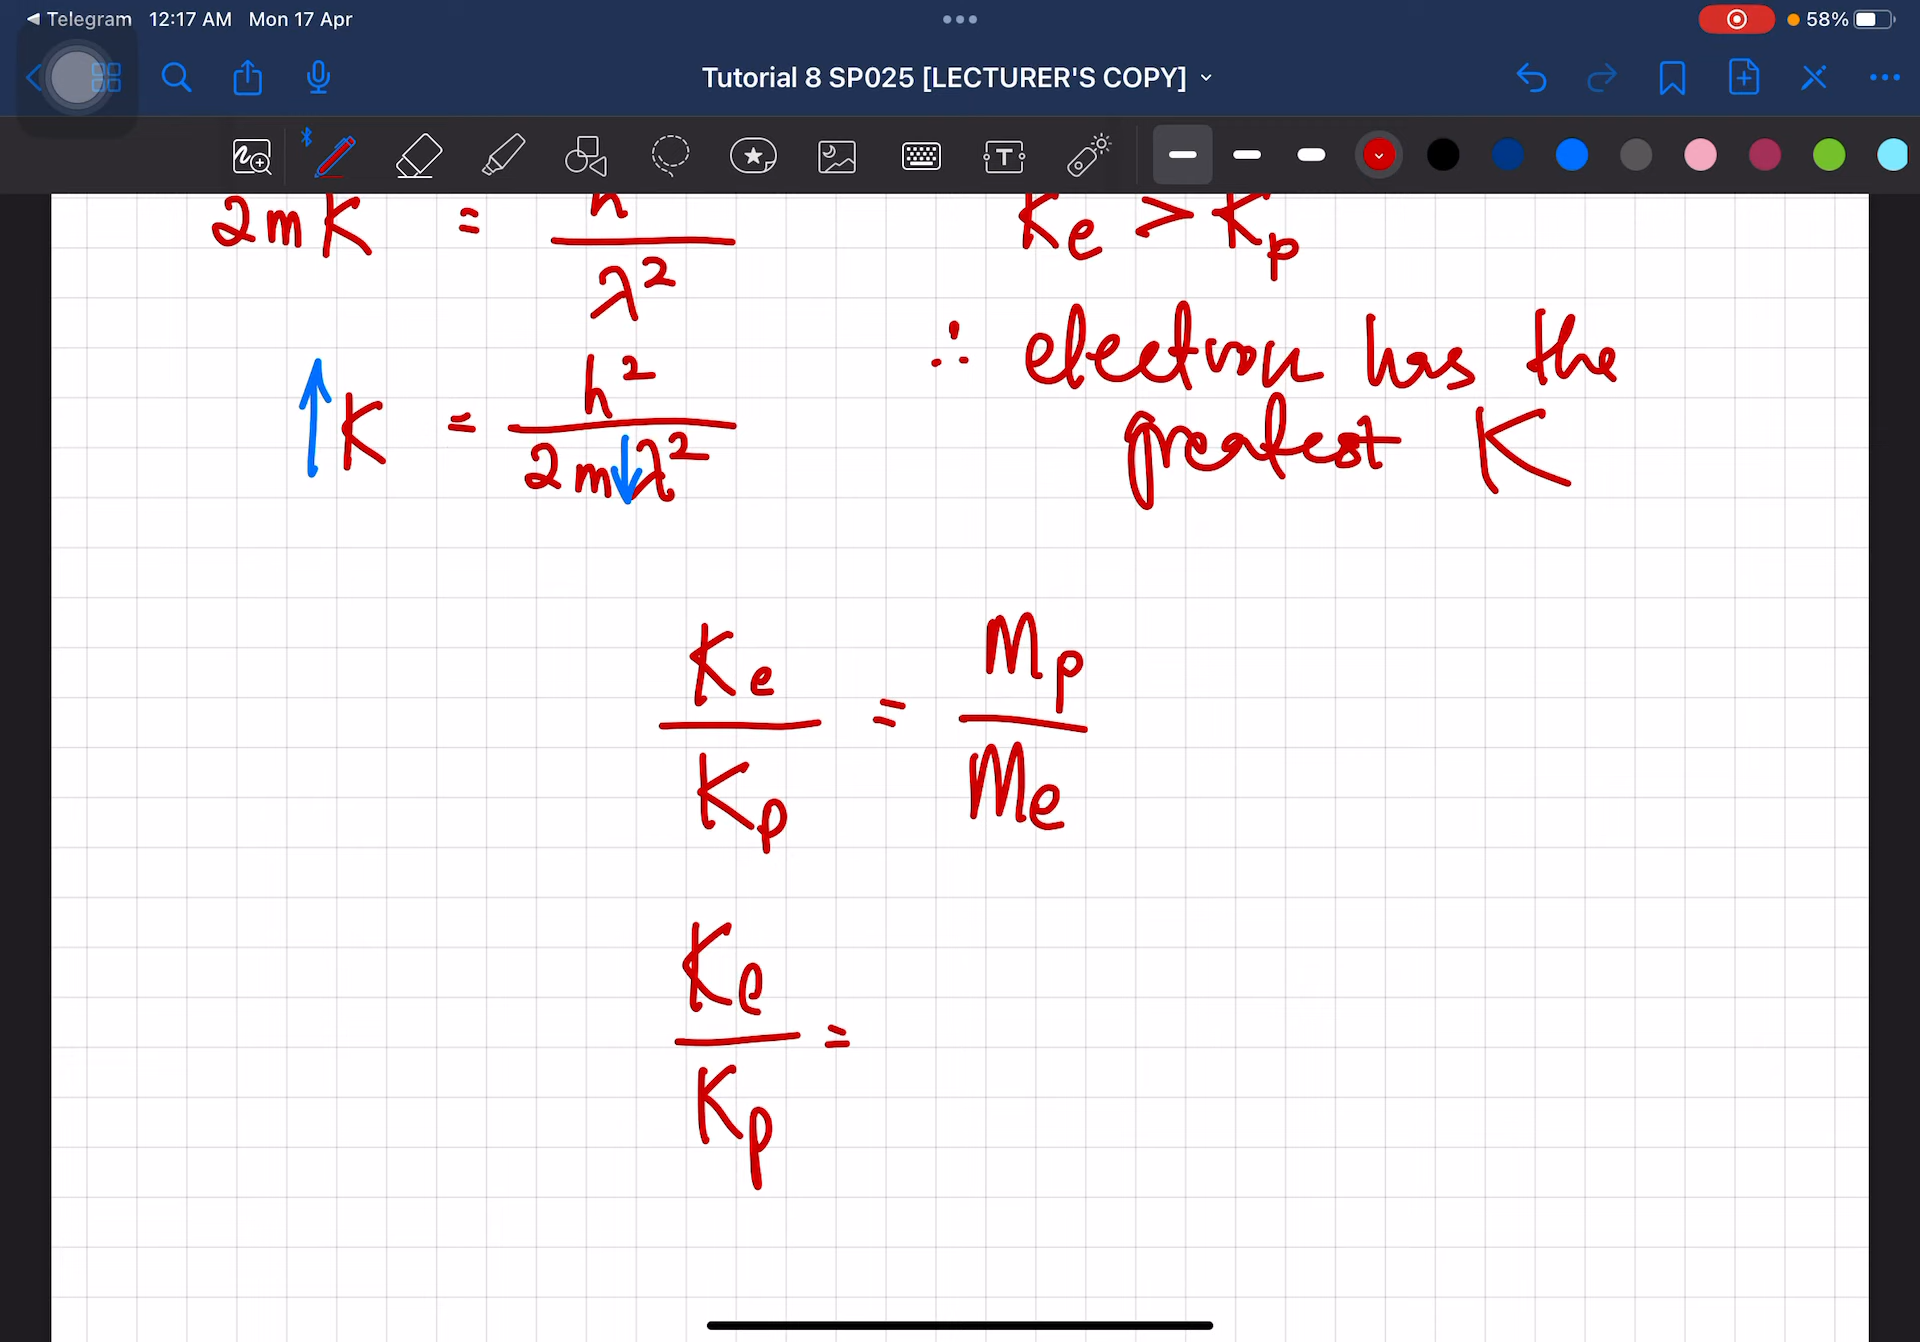 Telegram 12:17 AM Mon 17 Apr
58%
Tutorial 8 SP025 [LECTURER'S COPY]
2mK = h / λ²
Ke > Kp
K = h² / 2mλ²
∴ electron has the
greatest K
Ke / Kp = Mp / Me
Ke / Kp =